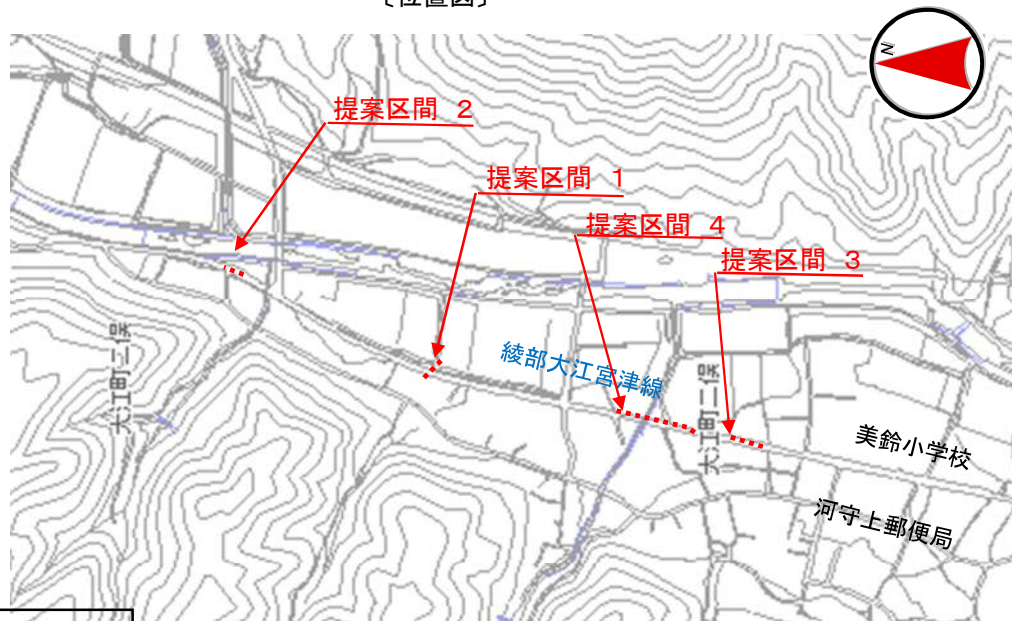 〔位置図〕
N
提案区間 2
提案区間 1
提案区間 4
提案区間 3
綾部大江宮津線
大江町二俣
大江町二俣
美鈴小学校
河守上郵便局